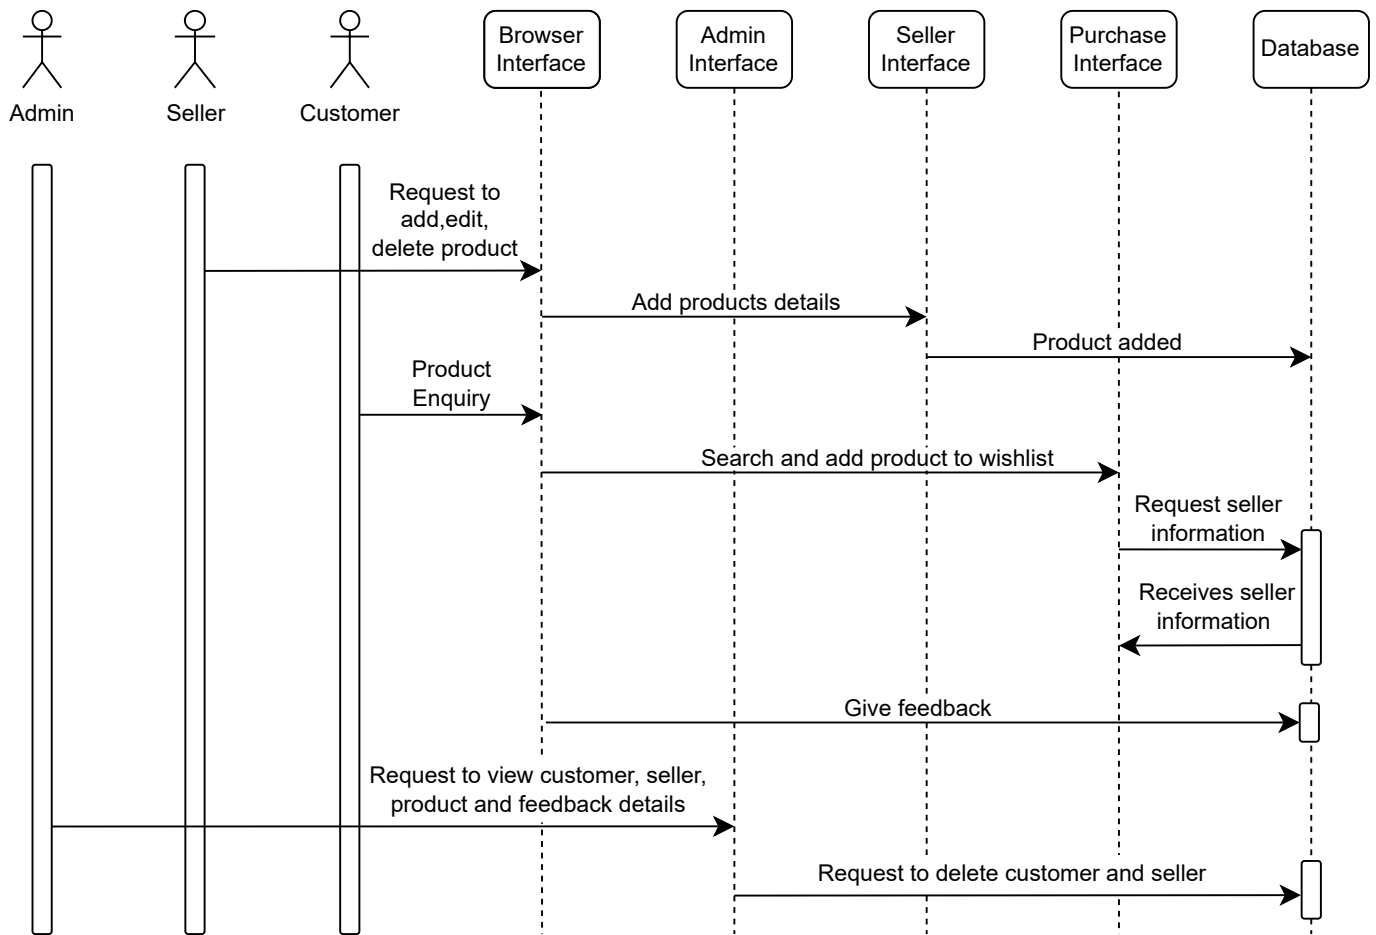 Admin
Seller
Customer
Browser
Interface
Admin
Interface
Seller
Interface
Purchase
Interface
Database
Request to
add,edit,
delete product
Add products details
Product added
Product
Enquiry
Search and add product to wishlist
Request seller
information
Receives seller
information
Give feedback
Request to view customer, seller,
product and feedback details
Request to delete customer and seller